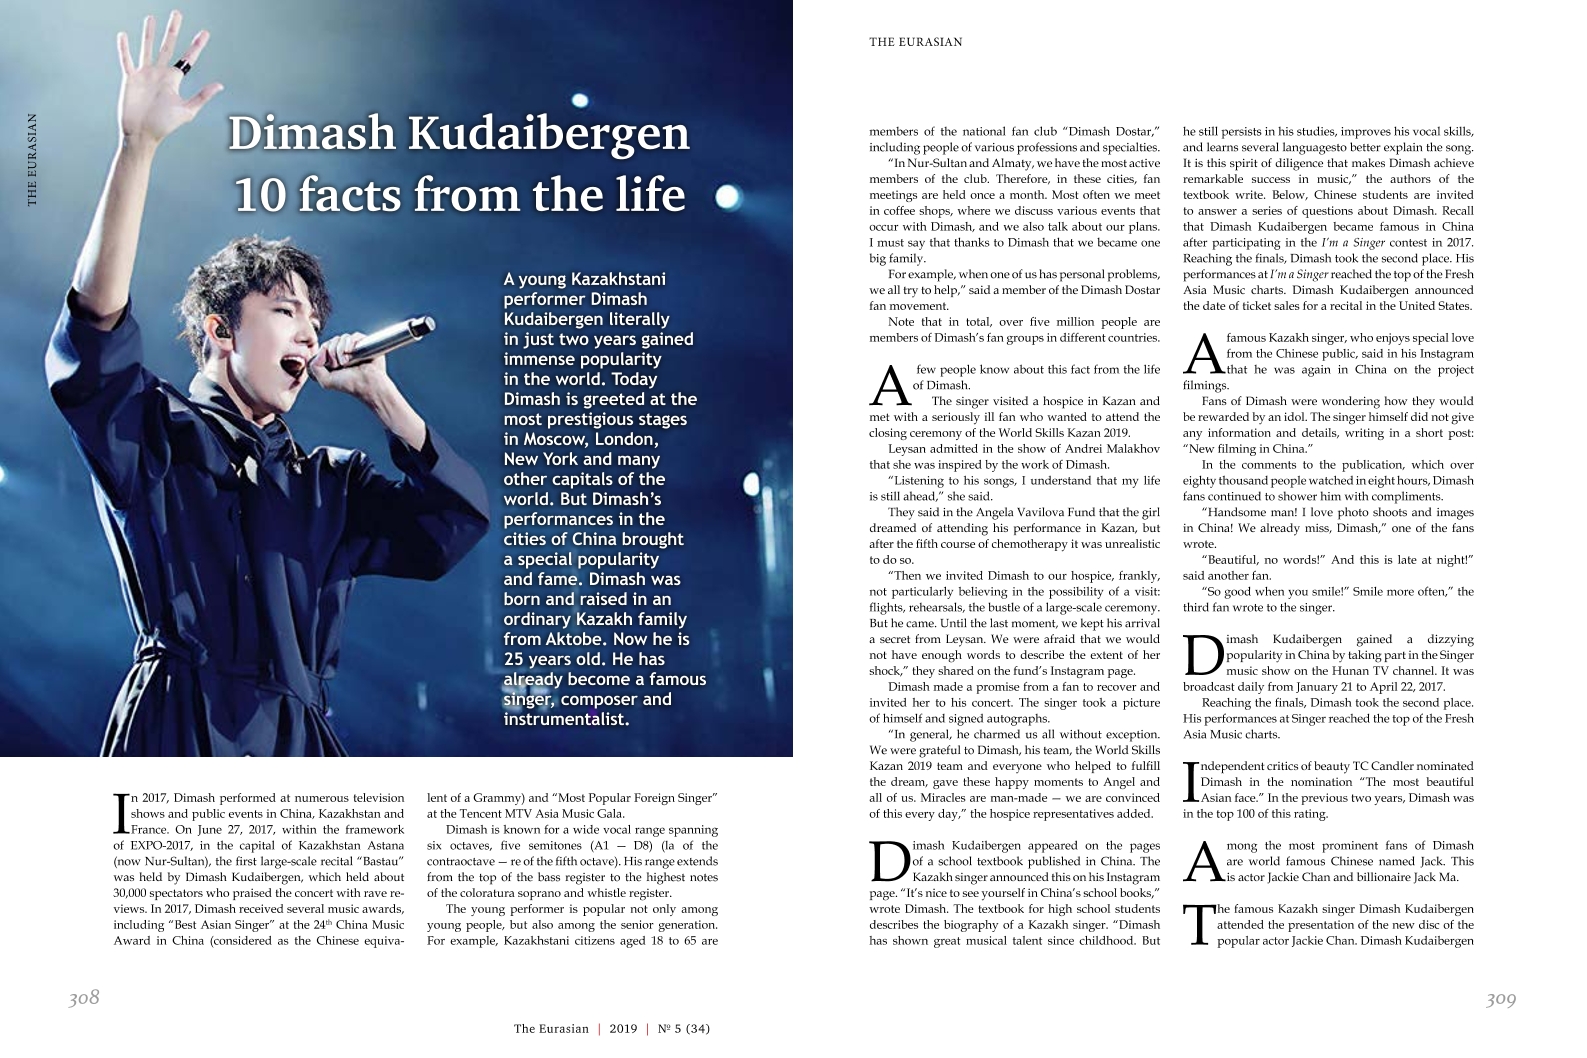 THE EURASIAN
Dimash Kudaibergen
10 facts from the life
A young Kazakhstani
performer Dimash
Kudaibergen literally
in just two years gained
immense popularity
in the world. Today
Dimash is greeted at the
most prestigious stages
in Moscow, London,
New York and many
other capitals of the
world. But Dimash’s
performances in the
cities of China brought
a special popularity
and fame. Dimash was
born and raised in an
ordinary Kazakh family
from Aktobe. Now he is
25 years old. He has
already become a famous
singer, composer and
instrumentalist.
In 2017, Dimash performed at numerous television
shows and public events in China, Kazakhstan and
France. On June 27, 2017, within the framework
of EXPO-2017, in the capital of Kazakhstan Astana
(now Nur-Sultan), the first large-scale recital “Bastau”
was held by Dimash Kudaibergen, which held about
30,000 spectators who praised the concert with rave re-
views. In 2017, Dimash received several music awards,
including “Best Asian Singer” at the 24th China Music
Award in China (considered as the Chinese equiva-
lent of a Grammy) and “Most Popular Foreign Singer”
at the Tencent MTV Asia Music Gala.
Dimash is known for a wide vocal range spanning
six octaves, five semitones (A1 — D8) (la of the
contraoctave — re of the fifth octave). His range extends
from the top of the bass register to the highest notes
of the coloratura soprano and whistle register.
The young performer is popular not only among
young people, but also among the senior generation.
For example, Kazakhstani citizens aged 18 to 65 are
308
The Eurasian | 2019 | № 5 (34)
THE EURASIAN
members of the national fan club “Dimash Dostar,”
including people of various professions and specialties.
“In Nur-Sultan and Almaty, we have the most active
members of the club. Therefore, in these cities, fan
meetings are held once a month. Most often we meet
in coffee shops, where we discuss various events that
occur with Dimash, and we also talk about our plans.
I must say that thanks to Dimash that we became one
big family.
For example, when one of us has personal problems,
we all try to help,” said a member of the Dimash Dostar
fan movement.
Note that in total, over five million people are
members of Dimash’s fan groups in different countries.
A few people know about this fact from the life
of Dimash.
The singer visited a hospice in Kazan and
met with a seriously ill fan who wanted to attend the
closing ceremony of the World Skills Kazan 2019.
Leysan admitted in the show of Andrei Malakhov
that she was inspired by the work of Dimash.
“Listening to his songs, I understand that my life
is still ahead,” she said.
They said in the Angela Vavilova Fund that the girl
dreamed of attending his performance in Kazan, but
after the fifth course of chemotherapy it was unrealistic
to do so.
“Then we invited Dimash to our hospice, frankly,
not particularly believing in the possibility of a visit:
flights, rehearsals, the bustle of a large-scale ceremony.
But he came. Until the last moment, we kept his arrival
a secret from Leysan. We were afraid that we would
not have enough words to describe the extent of her
shock,” they shared on the fund’s Instagram page.
Dimash made a promise from a fan to recover and
invited her to his concert. The singer took a picture
of himself and signed autographs.
“In general, he charmed us all without exception.
We were grateful to Dimash, his team, the World Skills
Kazan 2019 team and everyone who helped to fulfill
the dream, gave these happy moments to Angel and
all of us. Miracles are man-made — we are convinced
of this every day,” the hospice representatives added.
Dimash Kudaibergen appeared on the pages
of a school textbook published in China. The
Kazakh singer announced this on his Instagram
page. “It’s nice to see yourself in China’s school books,”
wrote Dimash. The textbook for high school students
describes the biography of a Kazakh singer. “Dimash
has shown great musical talent since childhood. But
he still persists in his studies, improves his vocal skills,
and learns several languagesto better explain the song.
It is this spirit of diligence that makes Dimash achieve
remarkable success in music,” the authors of the
textbook write. Below, Chinese students are invited
to answer a series of questions about Dimash. Recall
that Dimash Kudaibergen became famous in China
after participating in the I’m a Singer contest in 2017.
Reaching the finals, Dimash took the second place. His
performances at I’m a Singer reached the top of the Fresh
Asia Music charts. Dimash Kudaibergen announced
the date of ticket sales for a recital in the United States.
A famous Kazakh singer, who enjoys special love
from the Chinese public, said in his Instagram
that he was again in China on the project
filmings.
Fans of Dimash were wondering how they would
be rewarded by an idol. The singer himself did not give
any information and details, writing in a short post:
“New filming in China.”
In the comments to the publication, which over
eighty thousand people watched in eight hours, Dimash
fans continued to shower him with compliments.
“Handsome man! I love photo shoots and images
in China! We already miss, Dimash,” one of the fans
wrote.
“Beautiful, no words!” And this is late at night!”
said another fan.
“So good when you smile!” Smile more often,” the
third fan wrote to the singer.
Dimash Kudaibergen gained a dizzying
popularity in China by taking part in the Singer
music show on the Hunan TV channel. It was
broadcast daily from January 21 to April 22, 2017.
Reaching the finals, Dimash took the second place.
His performances at Singer reached the top of the Fresh
Asia Music charts.
Independent critics of beauty TC Candler nominated
Dimash in the nomination “The most beautiful
Asian face.” In the previous two years, Dimash was
in the top 100 of this rating.
Among the most prominent fans of Dimash
are world famous Chinese named Jack. This
is actor Jackie Chan and billionaire Jack Ma.
The famous Kazakh singer Dimash Kudaibergen
attended the presentation of the new disc of the
popular actor Jackie Chan. Dimash Kudaibergen
309